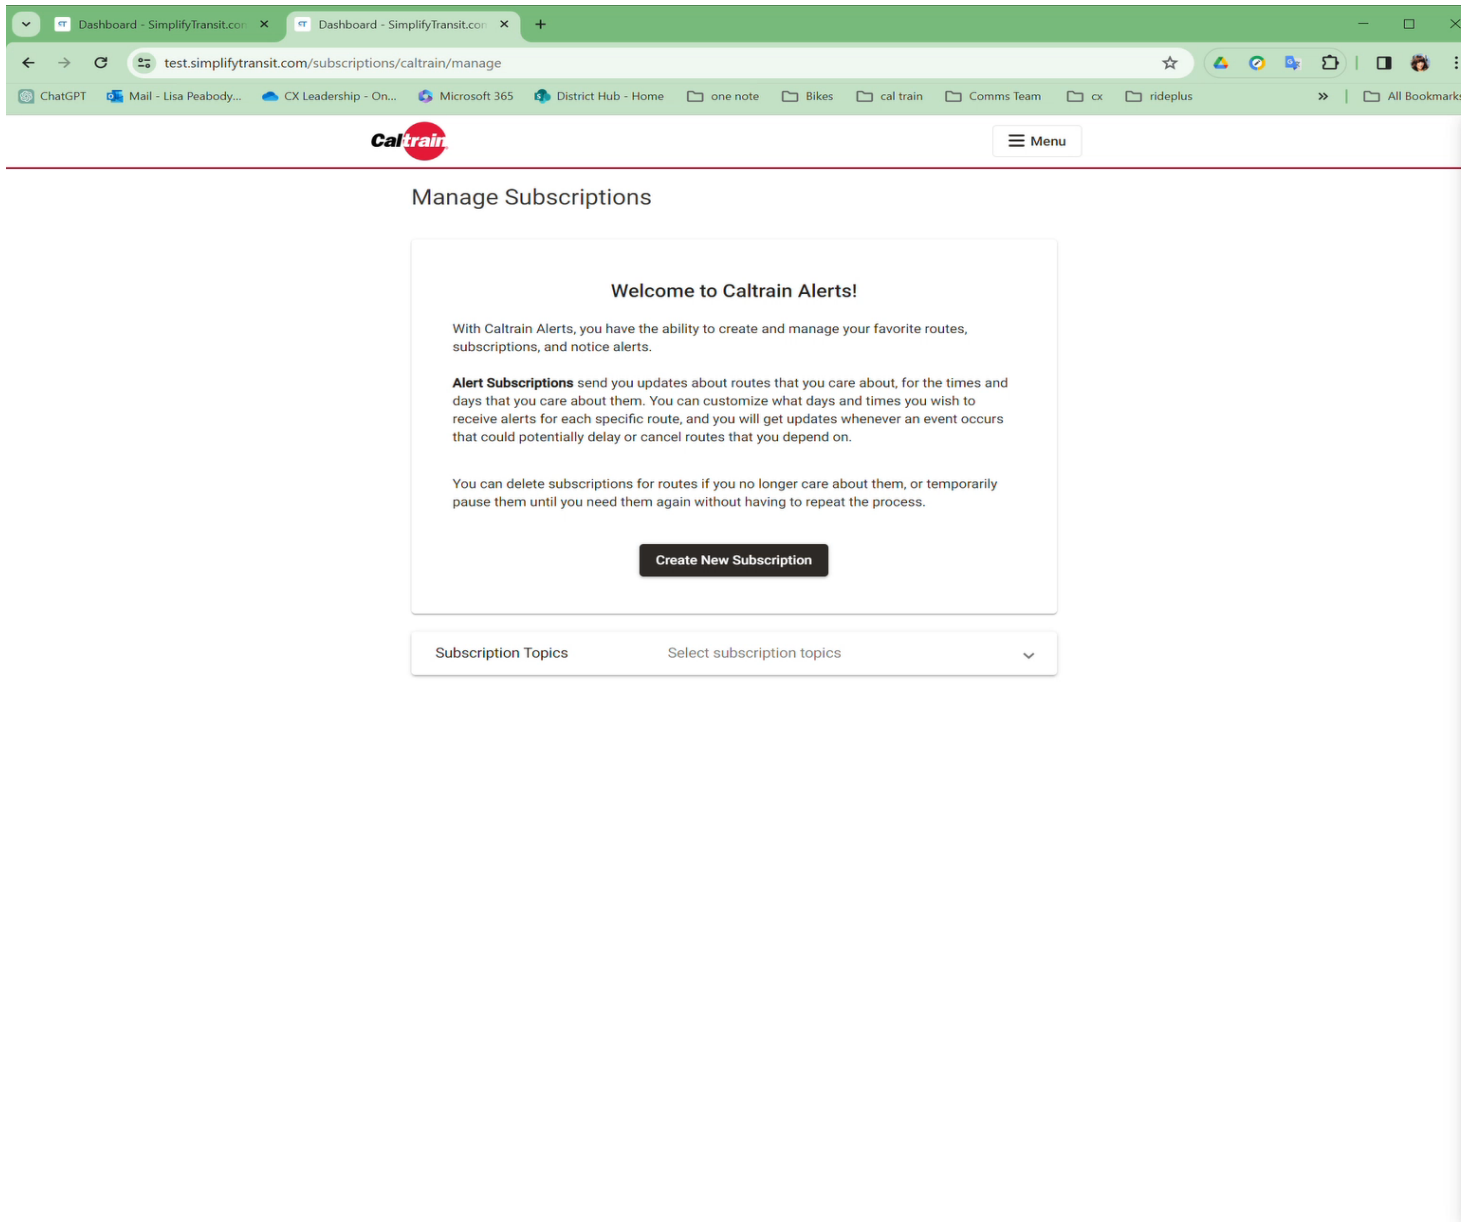 Dashboard - SimplifyTransit.com
Dashboard - SimplifyTransit.com
test.simplifytransit.com/subscriptions/caltrain/manage
ChatGPT Mail - Lisa Peabody... CX Leadership - On... Microsoft 365 District Hub - Home one note Bikes cal train Comms Team cx rideplus » All Bookmarks
Caltrain
Menu
Manage Subscriptions
Welcome to Caltrain Alerts!
With Caltrain Alerts, you have the ability to create and manage your favorite routes,
subscriptions, and notice alerts.
Alert Subscriptions send you updates about routes that you care about, for the times and
days that you care about them. You can customize what days and times you wish to
receive alerts for each specific route, and you will get updates whenever an event occurs
that could potentially delay or cancel routes that you depend on.
You can delete subscriptions for routes if you no longer care about them, or temporarily
pause them until you need them again without having to repeat the process.
Create New Subscription
Subscription Topics Select subscription topics